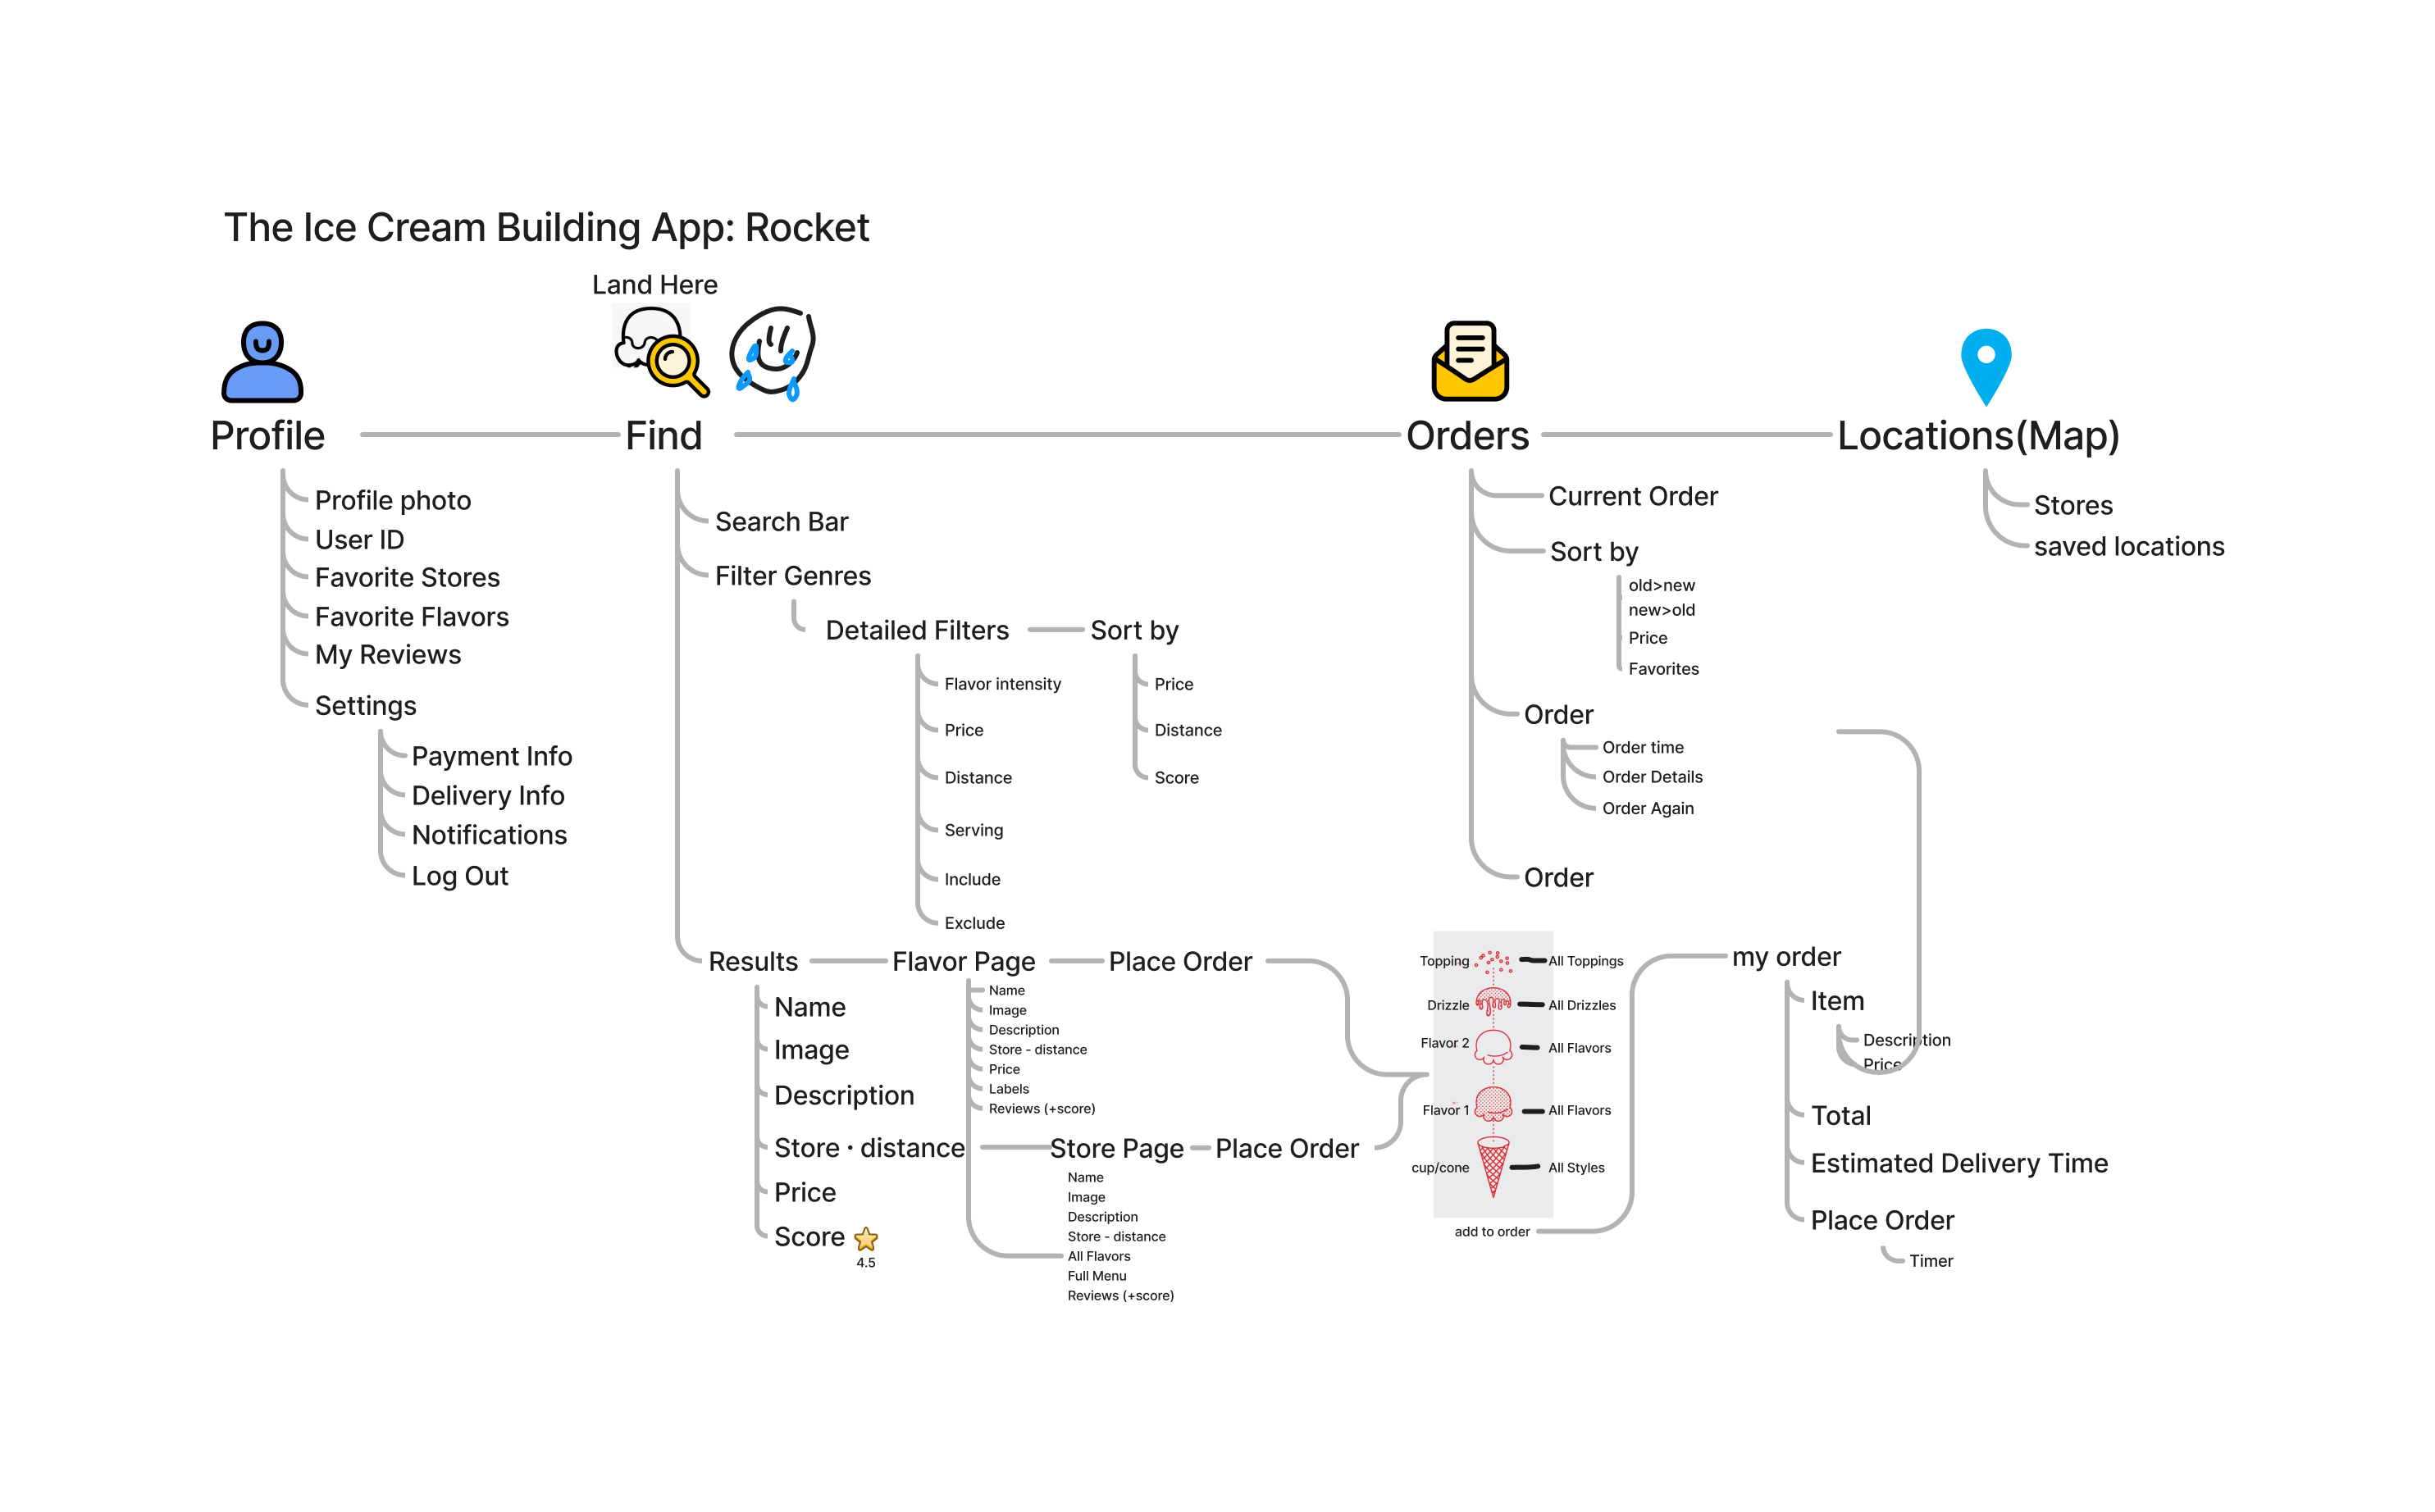 The Ice Cream Building App: Rocket
Land Here
Profile
Find
Orders
Locations(Map)
Profile photo
User ID
Favorite Stores
Favorite Flavors
My Reviews
Settings
Payment Info
Delivery Info
Notifications
Log Out
Search Bar
Filter Genres
Detailed Filters
Sort by
Flavor intensity
Price
Distance
Serving
Include
Exclude
Price
Distance
Score
Results
Name
Image
Description
Store · distance
Price
Score
4.5
Flavor Page
Name
Image
Description
Store - distance
Price
Labels
Reviews (+score)
Place Order
Store Page
Name
Image
Description
Store - distance
All Flavors
Full Menu
Reviews (+score)
Place Order
Current Order
Sort by
old>new
new>old
Price
Favorites
Order
Order time
Order Details
Order Again
Order
Topping
All Toppings
Drizzle
All Drizzles
Flavor 2
All Flavors
Flavor 1
All Flavors
cup/cone
All Styles
add to order
my order
Item
Description
Price
Total
Estimated Delivery Time
Place Order
Timer
Stores
saved locations